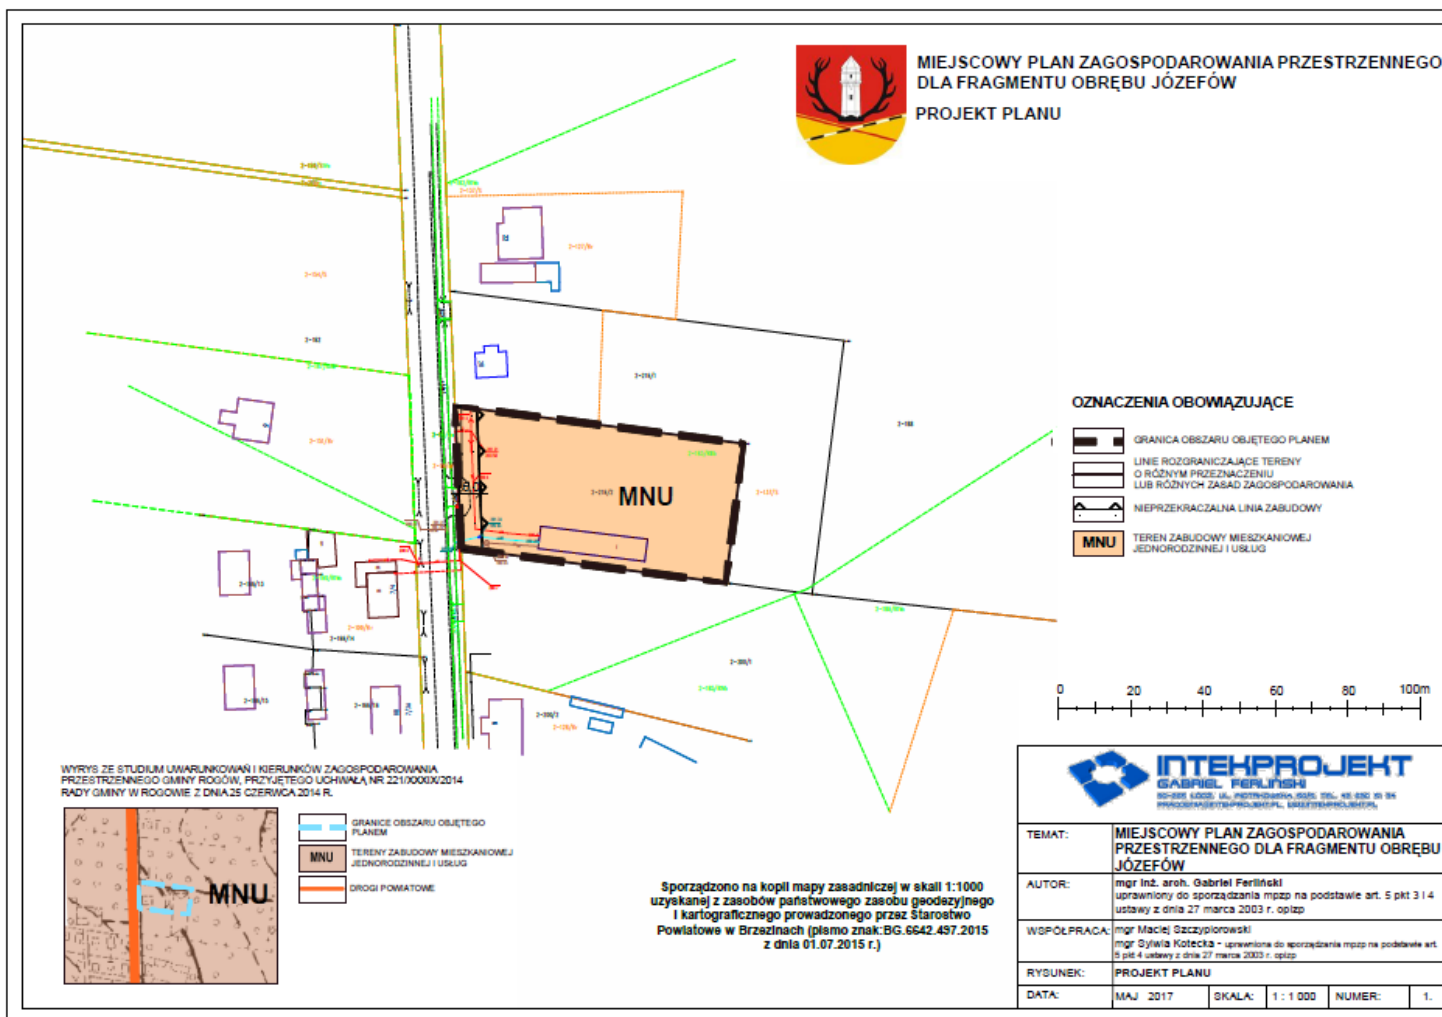 MIEJSCOWY PLAN ZAGOSPODAROWANIA PRZESTRZENNEGO
DLA FRAGMENTU OBRĘBU JÓZEFÓW
PROJEKT PLANU
2-162
2-216/1
2-168
MNU
OZNACZENIA OBOWIĄZUJĄCE
GRANICA OBSZARU OBJĘTEGO PLANEM
LINIE ROZGRANICZAJĄCE TERENY
O RÓŻNYM PRZEZNACZENIU
LUB RÓŻNYCH ZASAD ZAGOSPODAROWANIA
NIEPRZEKRACZALNA LINIA ZABUDOWY
MNU TEREN ZABUDOWY MIESZKANIOWEJ
JEDNORODZINNEJ I USŁUG
0 20 40 60 80 100m
WYRYS ZE STUDIUM UWARUNKOWAŃ I KIERUNKÓW ZAGOSPODAROWANIA
PRZESTRZENNEGO GMINY ROGÓW, PRZYJĘTEGO UCHWAŁĄ NR 221/XXXIX/2014
RADY GMINY W ROGOWIE Z DNIA 25 CZERWCA 2014 R.
MNU
GRANICE OBSZARU OBJĘTEGO
PLANEM
MNU TERENY ZABUDOWY MIESZKANIOWEJ
JEDNORODZINNEJ I USŁUG
DROGI POWIATOWE
Sporządzono na kopii mapy zasadniczej w skali 1:1000
uzyskanej z zasobów państwowego zasobu geodezyjnego
i kartograficznego prowadzonego przez Starostwo
Powiatowe w Brzezinach (pismo znak:BG.6642.497.2015
z dnia 01.07.2015 r.)
INTEKPROJEKT
GABRIEL FERLIŃSKI
TEMAT: MIEJSCOWY PLAN ZAGOSPODAROWANIA
PRZESTRZENNEGO DLA FRAGMENTU OBRĘBU
JÓZEFÓW
AUTOR: mgr inż. arch. Gabriel Ferliński
uprawniony do sporządzania mpzp na podstawie art. 5 pkt 3 i 4
ustawy z dnia 27 marca 2003 r. opizp
WSPÓŁPRACA: mgr Maciej Szczypiorowski
mgr Sylwia Kotecka - uprawniona do sporządzania mpzp na podstawie art.
5 pkt 4 ustawy z dnia 27 marca 2003 r. opizp
RYSUNEK: PROJEKT PLANU
DATA: MAJ 2017 SKALA: 1 : 1 000 NUMER: 1.